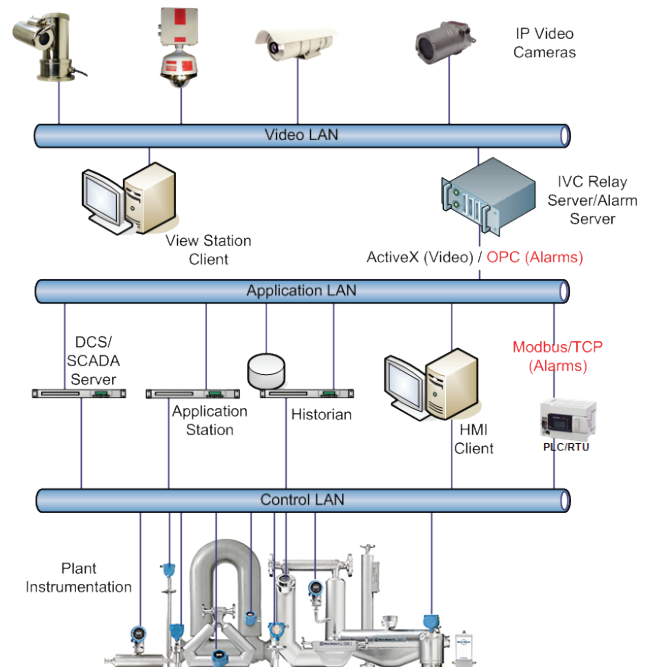 IP Video
Cameras
Video LAN
IVC Relay
Server/Alarm
Server
View Station
Client
ActiveX (Video) / OPC (Alarms)
Application LAN
DCS/
SCADA
Server
Modbus/TCP
(Alarms)
Application
Station
Historian
HMI
Client
PLC/RTU
Control LAN
Plant
Instrumentation